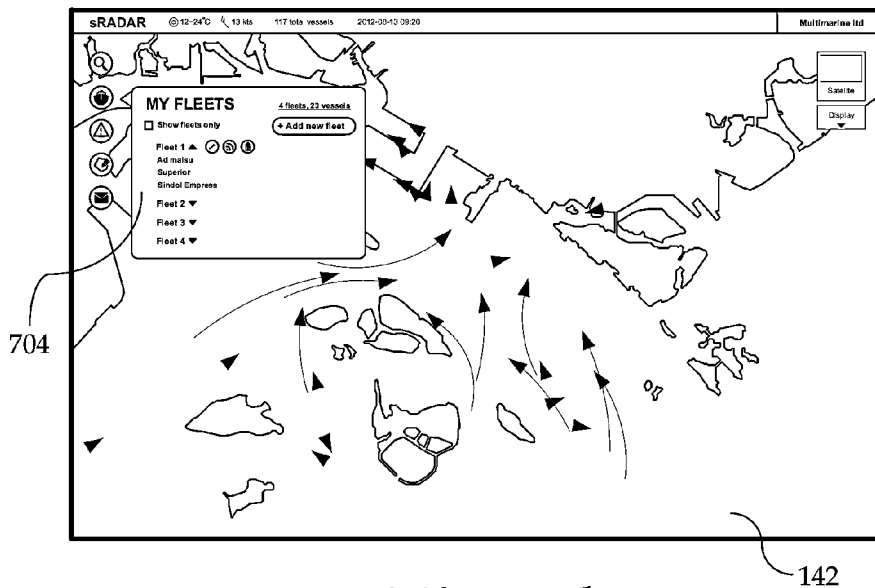 sRADAR 12-24°C 13 kts 117 total vessels 2012-08-13 09:20 Multimarine ltd
Satelite
Display
MY FLEETS 4 fleets, 23 vessels
Show fleets only + Add new fleet
Fleet 1
Ad matsu
Superior
Sindol Empress
Fleet 2
Fleet 3
Fleet 4
704
142